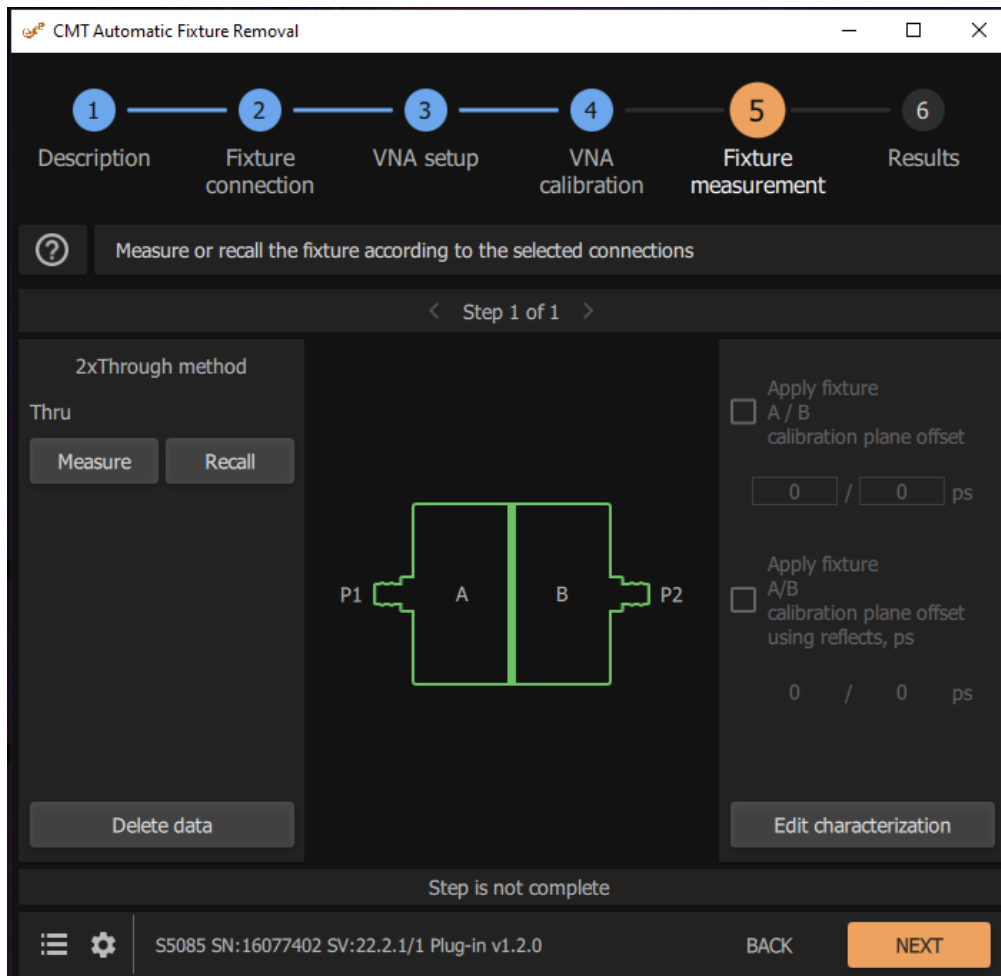 CMT Automatic Fixture Removal
1
2
3
4
5
6
Description
Fixture
connection
VNA setup
VNA
calibration
Fixture
measurement
Results
Measure or recall the fixture according to the selected connections
< Step 1 of 1 >
2xThrough method
Thru
Measure
Recall
Delete data
P1
A
B
P2
Apply fixture
A / B
calibration plane offset
0 / 0 ps
Apply fixture
A/B
calibration plane offset
using reflects, ps
0 / 0 ps
Edit characterization
Step is not complete
S5085 SN:16077402 SV:22.2.1/1 Plug-in v1.2.0
BACK
NEXT